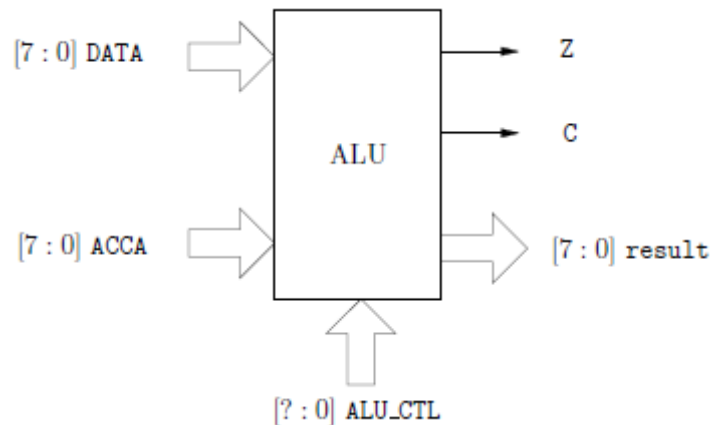 [7 : 0] DATA
Z
C
ALU
[7 : 0] ACCA
[7 : 0] result
[? : 0] ALU_CTL